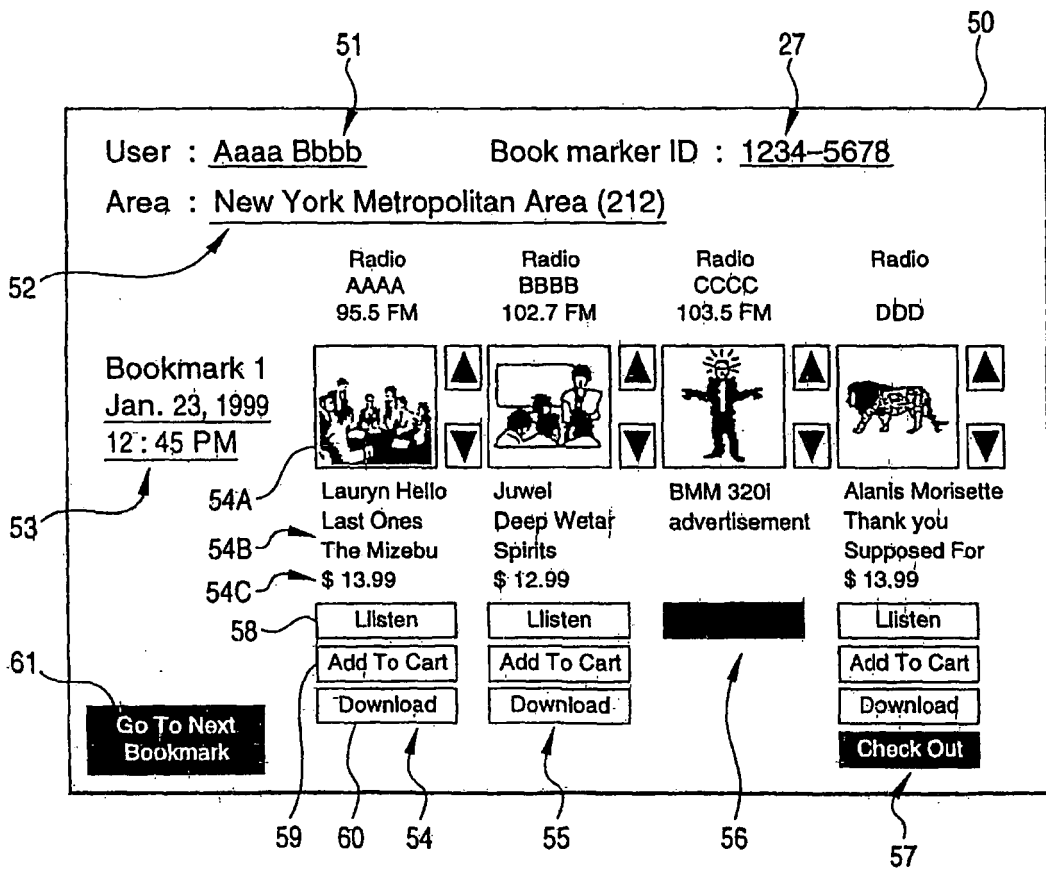 50
51
27
User : Aaaa Bbbb Book marker ID : 1234–5678
Area : New York Metropolitan Area (212)
52
Radio Radio Radio Radio
AAAA BBBB CCCC
95.5 FM 102.7 FM 103.5 FM DDD
Bookmark 1
Jan. 23, 1999
12 : 45 PM
53
54A
Lauryn Hello Juwel BMM 320I Alanis Morisette
Last Ones Deep Wetar advertisement Thank you
54B
The Mizebu Spirits Supposed For
54C
$ 13.99 $ 12.99 $ 13.99
58
Llisten Llisten Llisten
Add To Cart Add To Cart Add To Cart
61
Download Download Download
Go To Next
Bookmark
Check Out
59 60 54 55 56 57